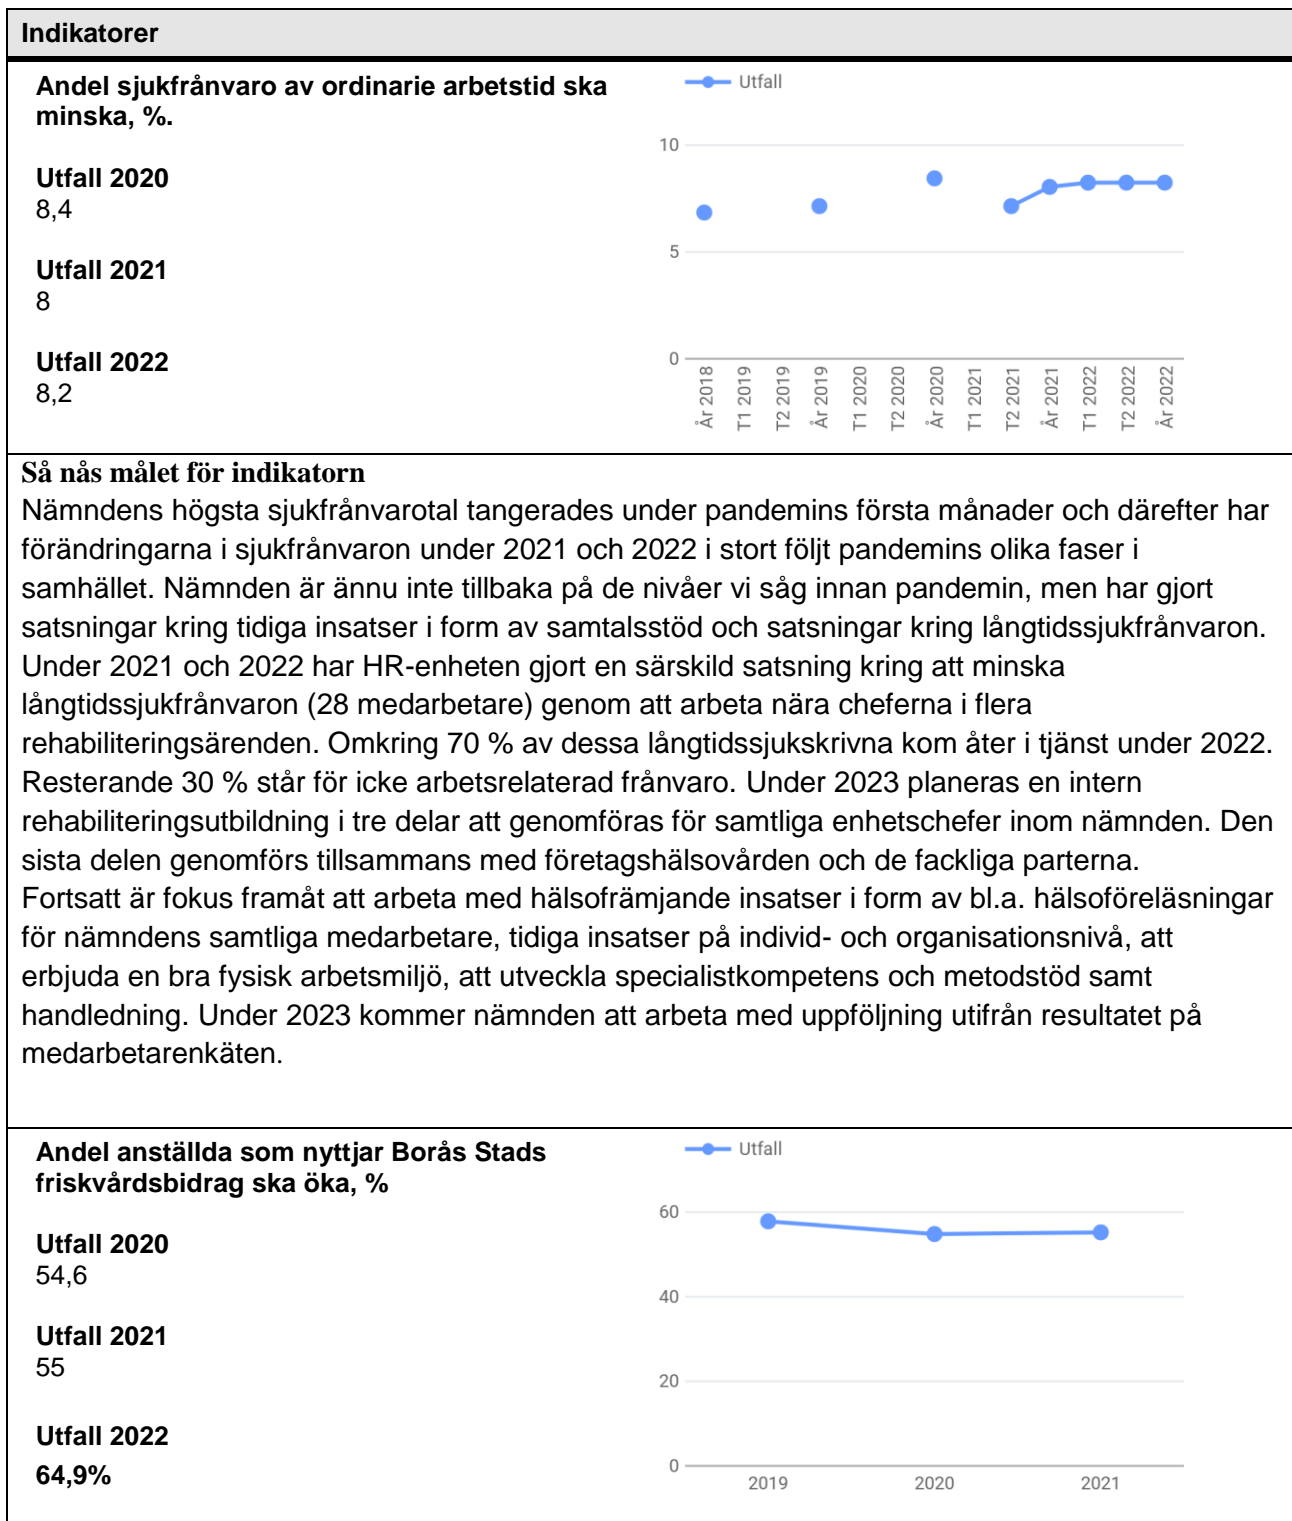 Indikatorer
Andel sjukfrånvaro av ordinarie arbetstid ska
minska, %.
Utfall 2020
8,4
Utfall 2021
8
Utfall 2022
8,2
Utfall
10
5
0
År 2018
T1 2019
T2 2019
År 2019
T1 2020
T2 2020
År 2020
T1 2021
T2 2021
År 2021
T1 2022
T2 2022
År 2022
Så nås målet för indikatorn
Nämndens högsta sjukfrånvarotal tangerades under pandemins första månader och därefter har
förändringarna i sjukfrånvaron under 2021 och 2022 i stort följt pandemins olika faser i
samhället. Nämnden är ännu inte tillbaka på de nivåer vi såg innan pandemin, men har gjort
satsningar kring tidiga insatser i form av samtalsstöd och satsningar kring långtidssjukfrånvaron.
Under 2021 och 2022 har HR-enheten gjort en särskild satsning kring att minska
långtidssjukfrånvaron (28 medarbetare) genom att arbeta nära cheferna i flera
rehabiliteringsärenden. Omkring 70 % av dessa långtidssjukskrivna kom åter i tjänst under 2022.
Resterande 30 % står för icke arbetsrelaterad frånvaro. Under 2023 planeras en intern
rehabiliteringsutbildning i tre delar att genomföras för samtliga enhetschefer inom nämnden. Den
sista delen genomförs tillsammans med företagshälsovården och de fackliga parterna.
Fortsatt är fokus framåt att arbeta med hälsofrämjande insatser i form av bl.a. hälsoföreläsningar
för nämndens samtliga medarbetare, tidiga insatser på individ- och organisationsnivå, att
erbjuda en bra fysisk arbetsmiljö, att utveckla specialistkompetens och metodstöd samt
handledning. Under 2023 kommer nämnden att arbeta med uppföljning utifrån resultatet på
medarbetarenkäten.
Andel anställda som nyttjar Borås Stads
friskvårdsbidrag ska öka, %
Utfall 2020
54,6
Utfall 2021
55
Utfall 2022
64,9%
Utfall
60
40
20
0
2019
2020
2021